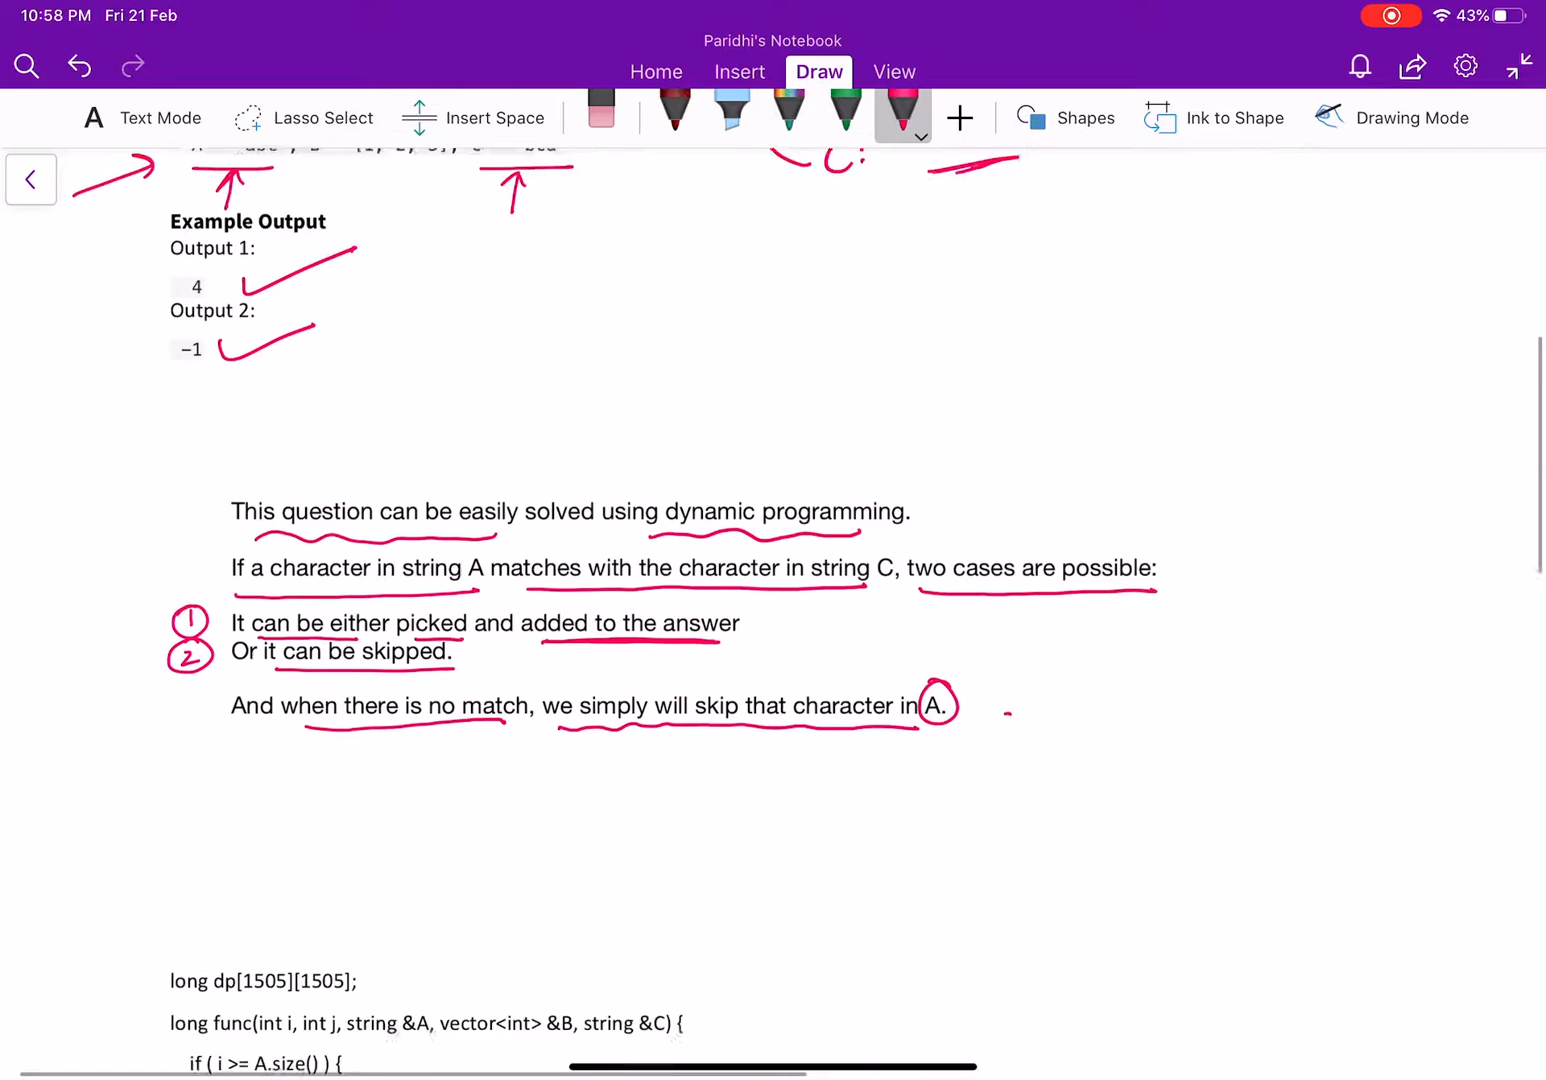 10:58 PM Fri 21 Feb
43%
Paridhi's Notebook
Home Insert Draw View
A Text Mode Lasso Select Insert Space Shapes Ink to Shape Drawing Mode
C:
Example Output
Output 1:
4
Output 2:
-1
This question can be easily solved using dynamic programming.
If a character in string A matches with the character in string C, two cases are possible:
1 It can be either picked and added to the answer
2 Or it can be skipped.
And when there is no match, we simply will skip that character in A.
long dp[1505][1505];
long func(int i, int j, string &A, vector<int> &B, string &C) {
if ( i >= A.size() ) {